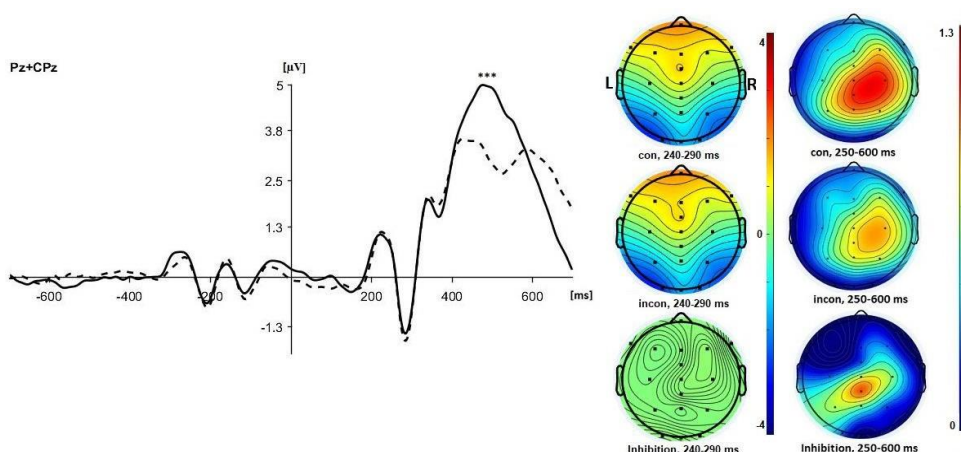 Pz+CPz
[μV]
***
5
3.8
2.5
1.3
-1.3
-600
-400
-200
200
400
600
[ms]
L
R
con, 240-290 ms
incon, 240-290 ms
Inhibition, 240-290 ms
4
0
-4
con, 250-600 ms
incon, 250-600 ms
Inhibition, 250-600 ms
1.3
0